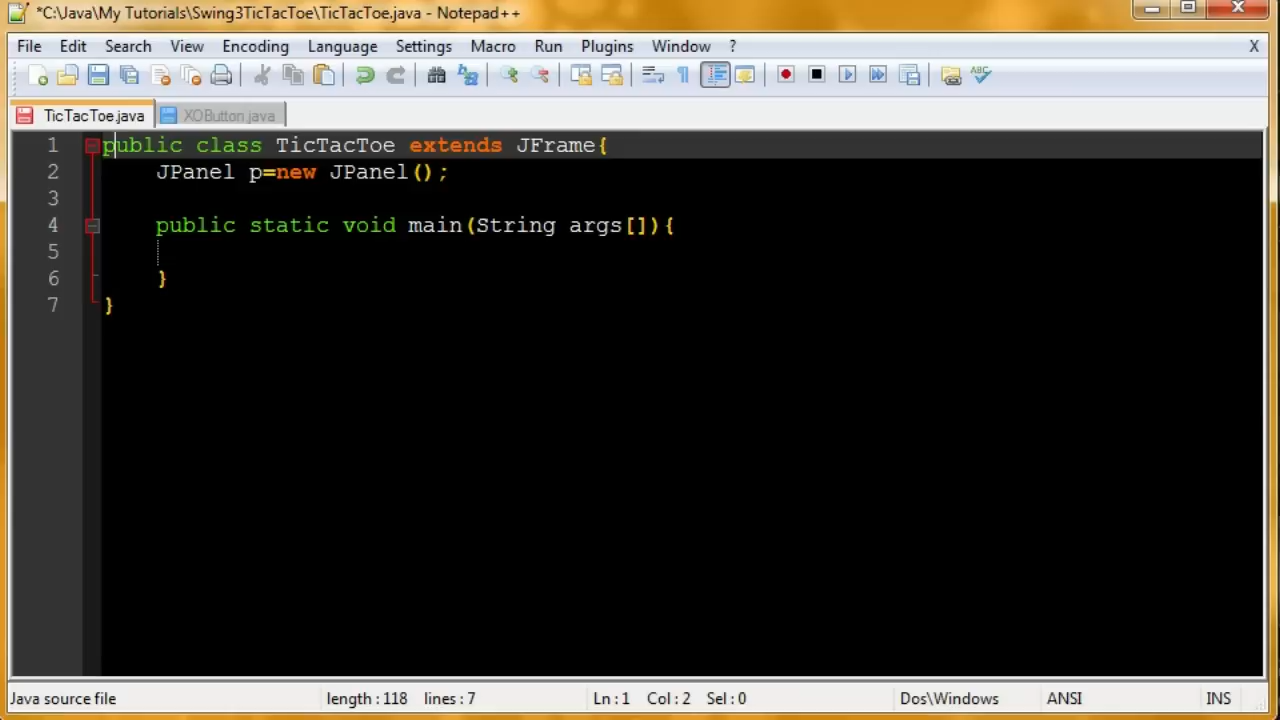 *C:\Java\My Tutorials\Swing3TicTacToe\TicTacToe.java - Notepad++
File Edit Search View Encoding Language Settings Macro Run Plugins Window ? X
TicTacToe.java XOButton.java
1 public class TicTacToe extends JFrame{
2 JPanel p=new JPanel();
3
4 public static void main(String args[]){
5
6 }
7 }
Java source file length : 118 lines : 7 Ln : 1 Col : 2 Sel : 0 Dos\Windows ANSI INS